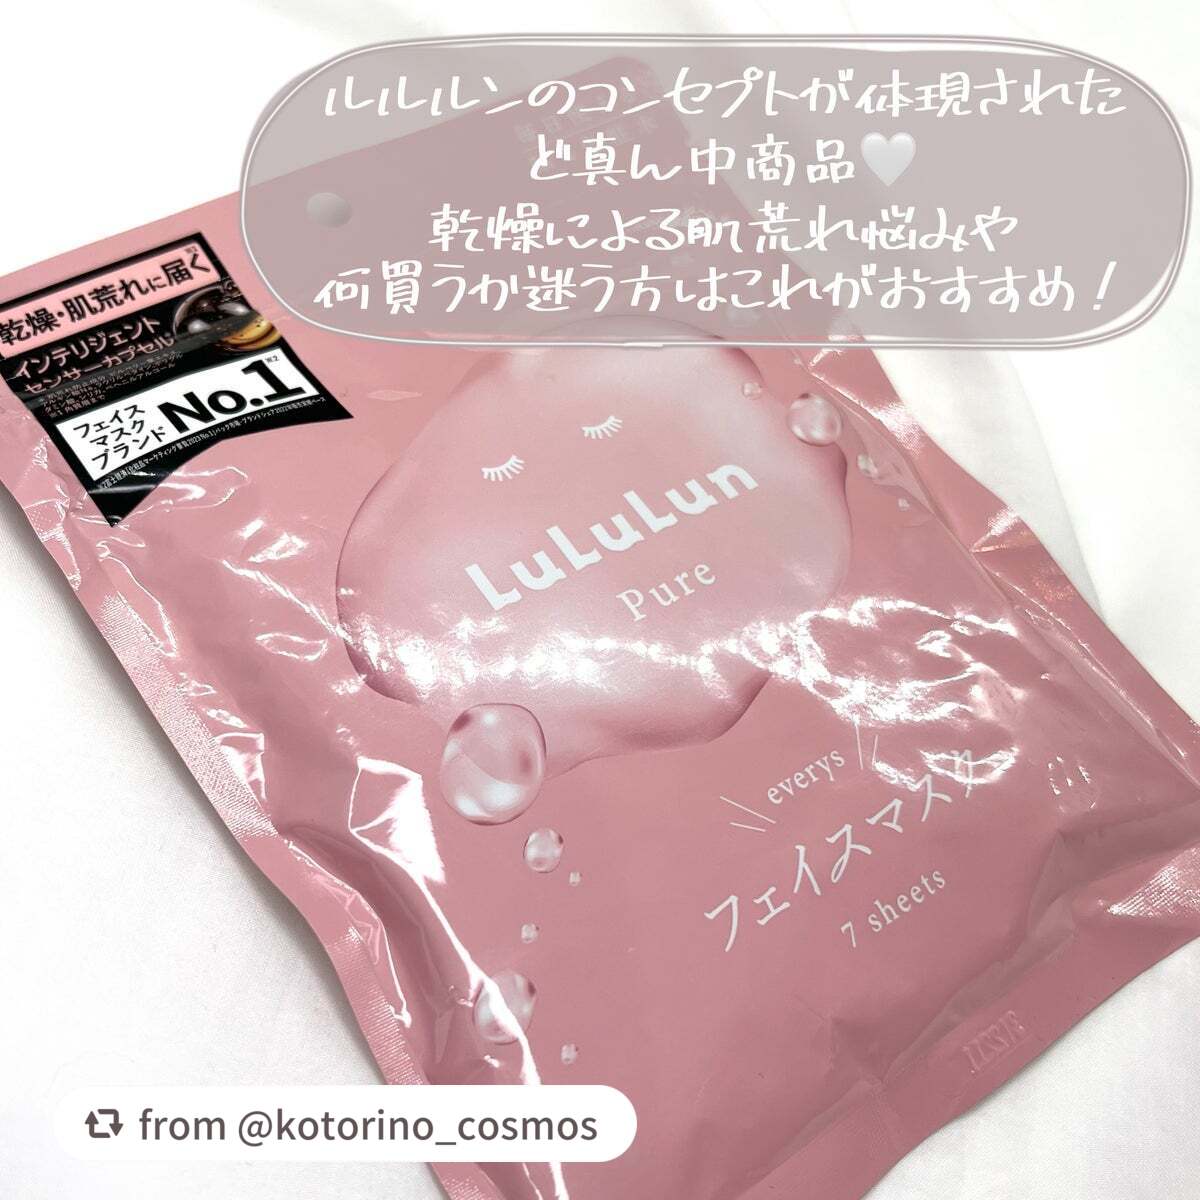 ルルルンのコンセプトが体現された
ど真ん中商品🤍
乾燥による肌荒れ悩みや
何買うか迷う方はこれがおすすめ！
乾燥・肌荒れに届く※2
インテリジェント
センサーカプセル
フェイス
マスク
ブランド
No.1※2
LuLuLun
Pure
everys
フェイスマスク
7 sheets
from @kotorino_cosmos